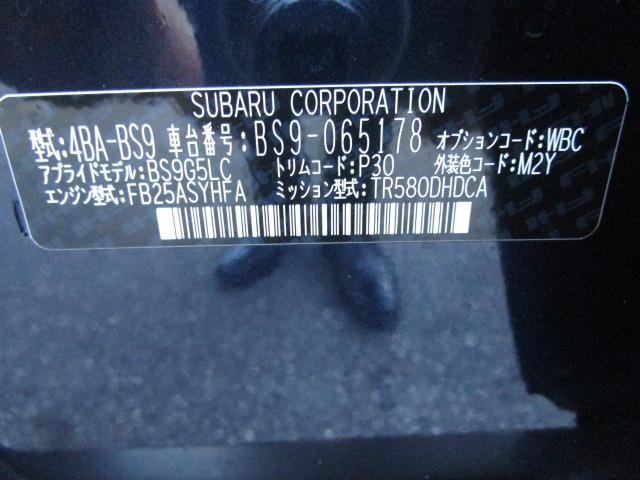 SUBARU CORPORATION
型式:4BA-BS9 車台番号:BS9-065178 オプションコード:WBC
アプライドモデル:BS9G5LC トリムコード:P30 外装色コード:M2Y
エンジン型式:FB25ASYHFA ミッション型式:TR580DHDCA